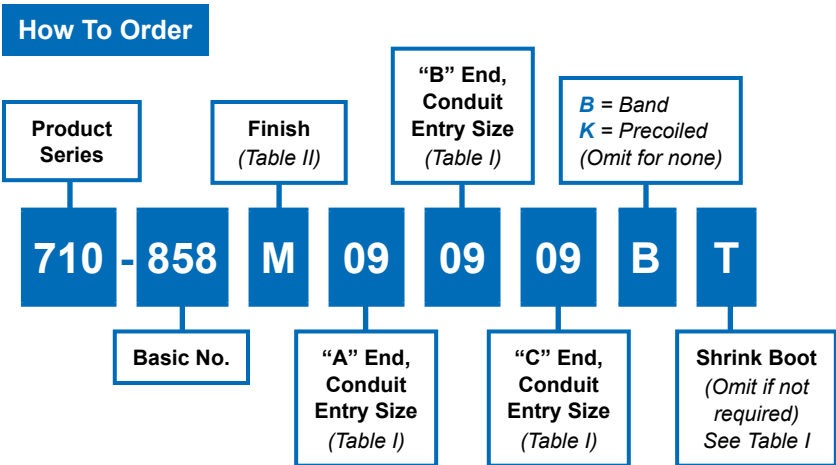 How To Order
Product
Series
Finish
(Table II)
“B” End,
Conduit
Entry Size
(Table I)
B = Band
K = Precoiled
(Omit for none)
710 - 858 M 09 09 09 B T
Basic No.
“A” End,
Conduit
Entry Size
(Table I)
“C” End,
Conduit
Entry Size
(Table I)
Shrink Boot
(Omit if not
required)
See Table I